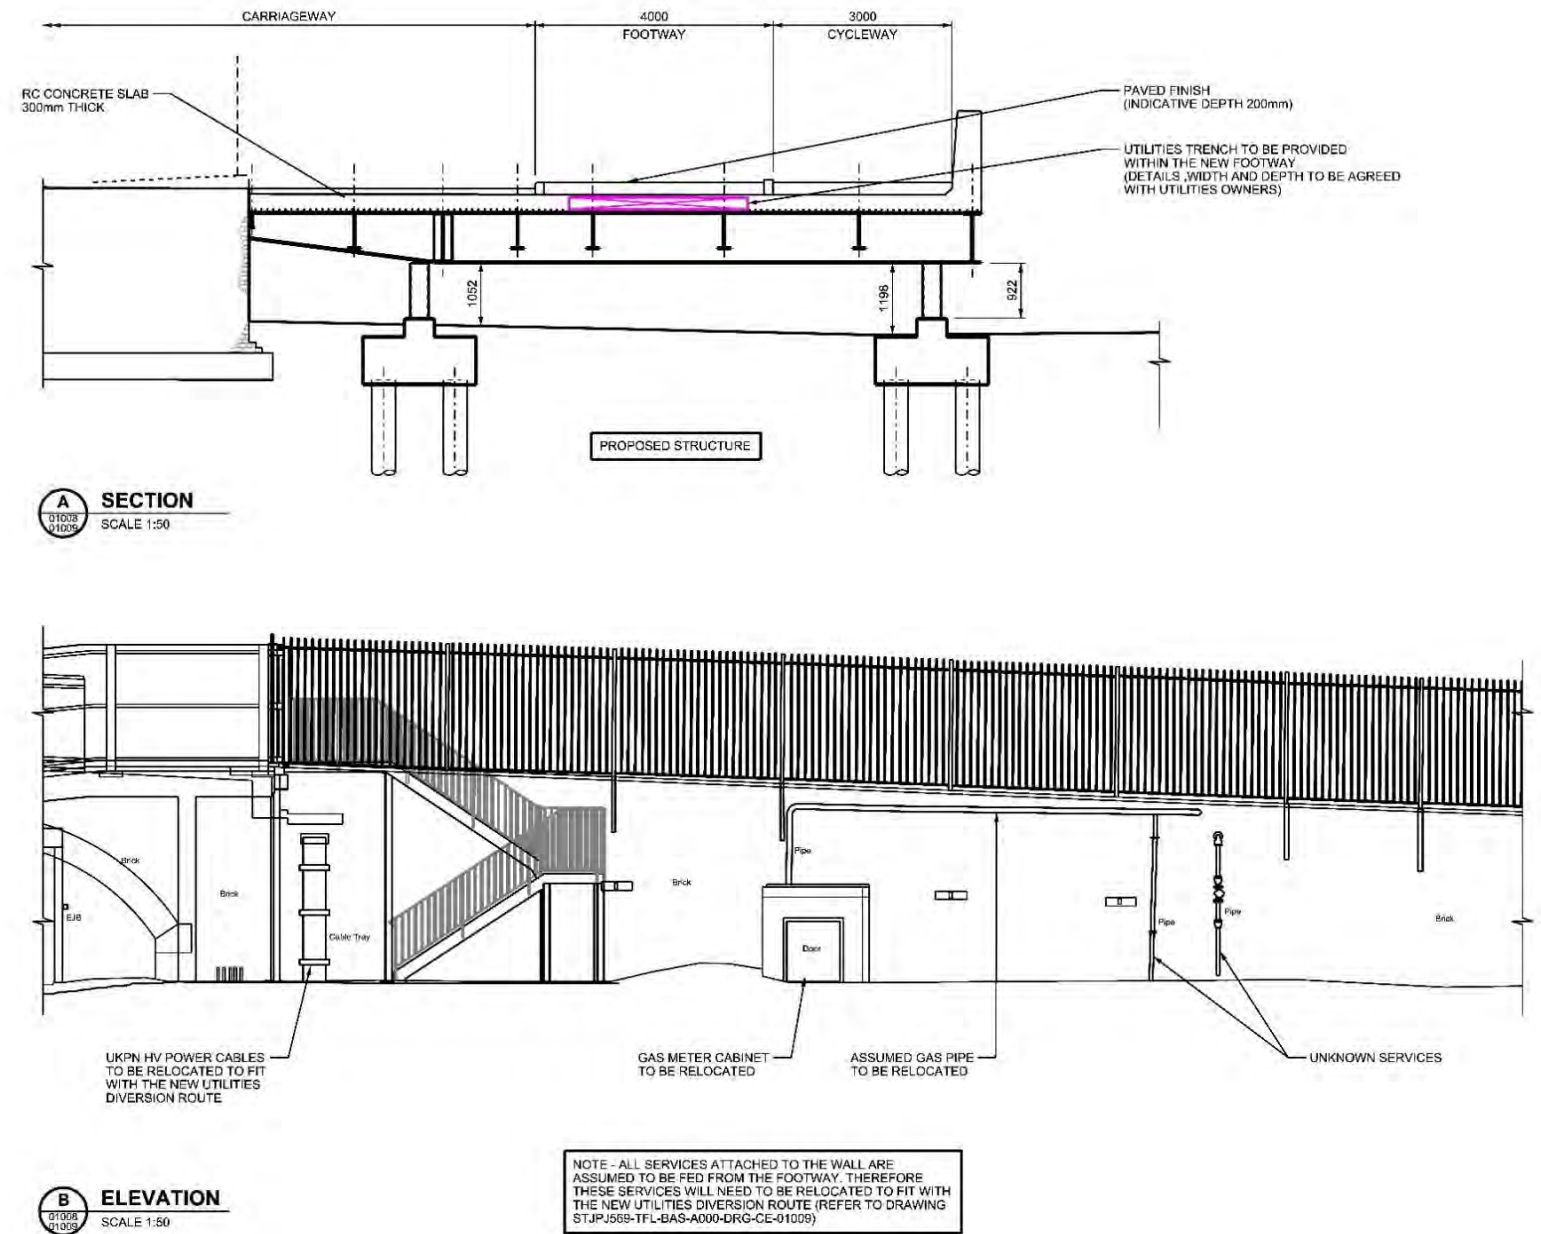 CARRIAGEWAY
4000
FOOTWAY
3000
CYCLEWAY
RC CONCRETE SLAB
300mm THICK
PAVED FINISH
(INDICATIVE DEPTH 200mm)
UTILITIES TRENCH TO BE PROVIDED
WITHIN THE NEW FOOTWAY
(DETAILS ,WIDTH AND DEPTH TO BE AGREED
WITH UTILITIES OWNERS)
1052
1198
922
PROPOSED STRUCTURE
A
01008
01009
SECTION
SCALE 1:50
Brick
Brick
EJB
Cable Tray
Brick
Pipe
Door
Pipe
Pipe
Brick
UKPN HV POWER CABLES
TO BE RELOCATED TO FIT
WITH THE NEW UTILITIES
DIVERSION ROUTE
GAS METER CABINET
TO BE RELOCATED
ASSUMED GAS PIPE
TO BE RELOCATED
UNKNOWN SERVICES
NOTE - ALL SERVICES ATTACHED TO THE WALL ARE
ASSUMED TO BE FED FROM THE FOOTWAY. THEREFORE
THESE SERVICES WILL NEED TO BE RELOCATED TO FIT WITH
THE NEW UTILITIES DIVERSION ROUTE (REFER TO DRAWING
STJPJ569-TFL-BAS-A000-DRG-CE-01009)
B
01008
01009
ELEVATION
SCALE 1:50